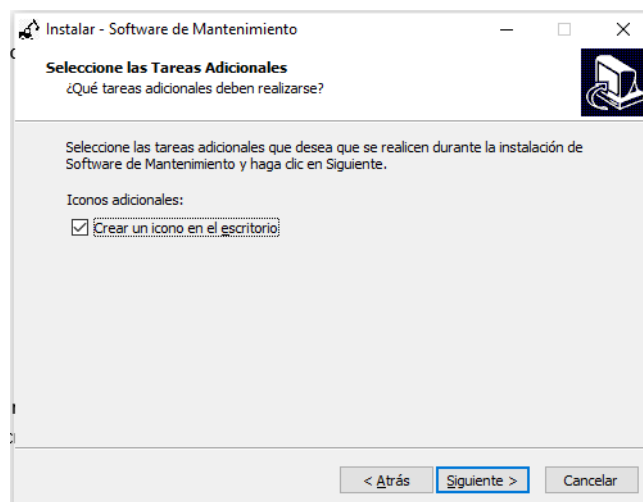 Instalar - Software de Mantenimiento
Seleccione las Tareas Adicionales
¿Qué tareas adicionales deben realizarse?
Seleccione las tareas adicionales que desea que se realicen durante la instalación de
Software de Mantenimiento y haga clic en Siguiente.
Iconos adicionales:
Crear un icono en el escritorio
< Atrás
Siguiente >
Cancelar